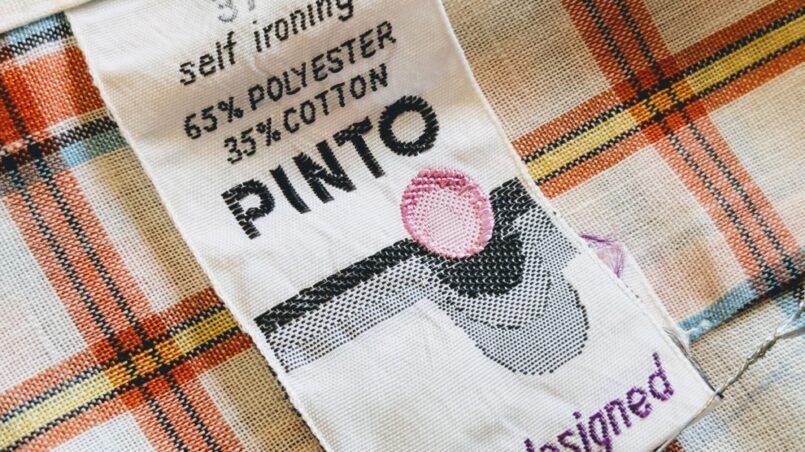 self ironing
65% POLYESTER
35% COTTON
PINTO
designed